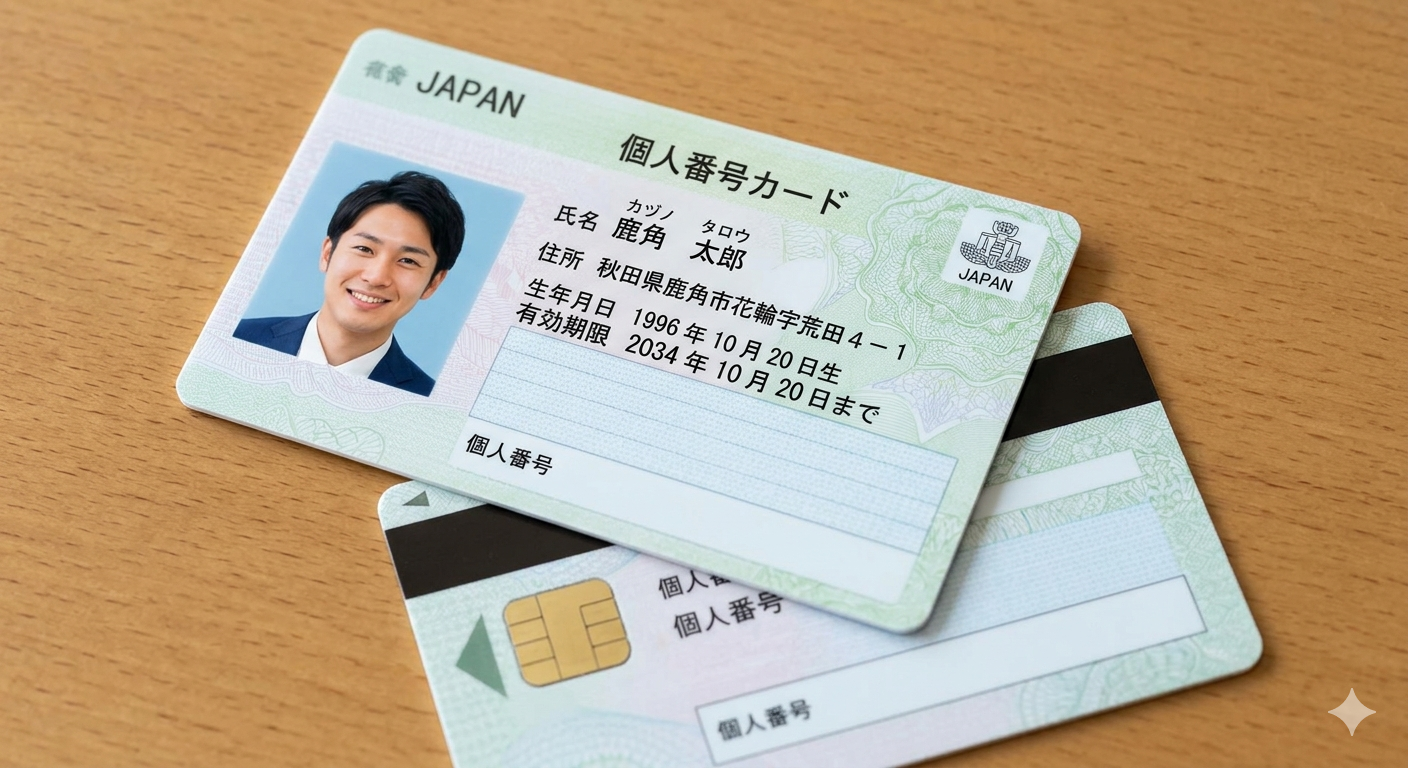 JAPAN
個人番号カード
カヅノ タロウ
氏名 鹿角 太郎
住所 秋田県鹿角市花輪字荒田4-1
生年月日 1996年10月20日生
有効期限 2034年10月20日まで
JAPAN
個人番号
個人番号
個人番号
個人番号